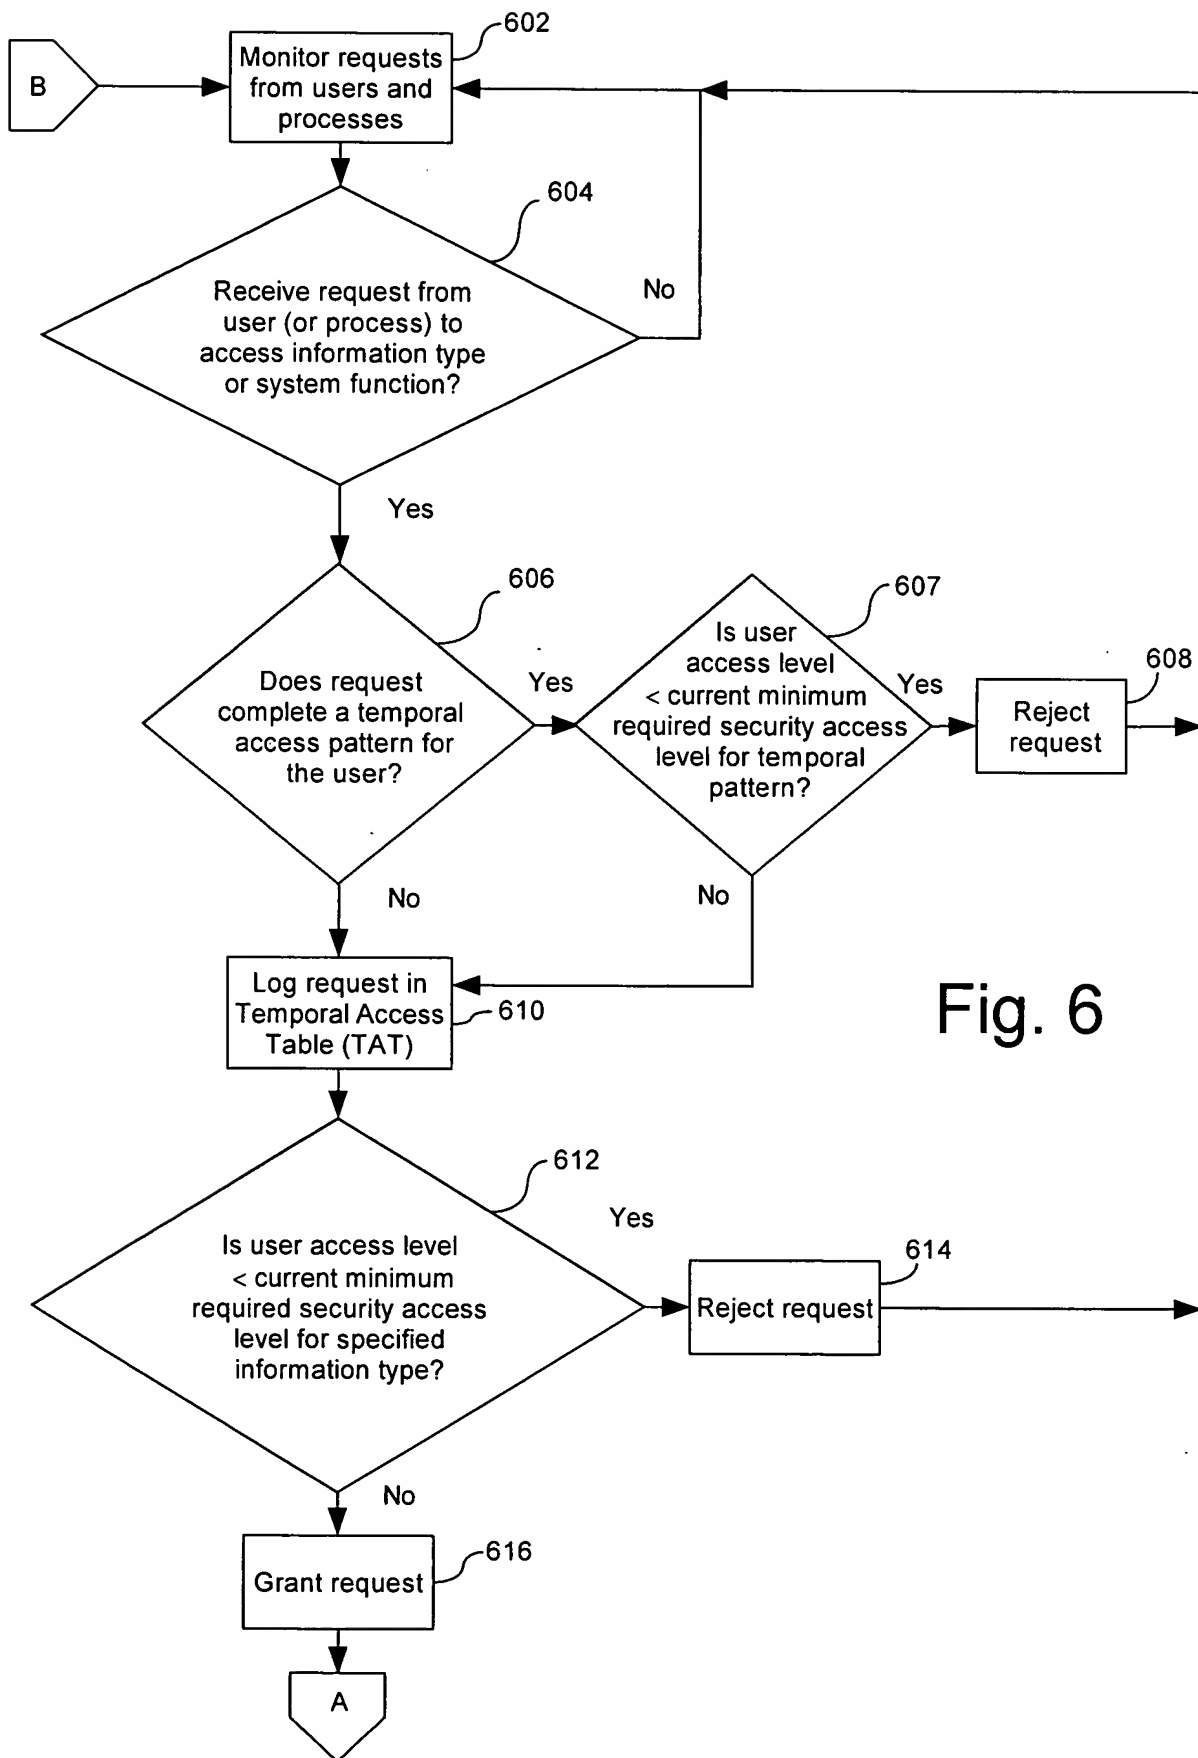 602
B
Monitor requests
from users and
processes
604
Receive request from
user (or process) to
access information type
or system function?
No
Yes
606
Does request
complete a temporal
access pattern for
the user?
Yes
607
Is user
access level
< current minimum
required security access
level for temporal
pattern?
Yes
608
Reject
request
No
No
Log request in
Temporal Access
Table (TAT)
610
Fig. 6
612
Is user access level
< current minimum
required security access
level for specified
information type?
Yes
614
Reject request
No
616
Grant request
A